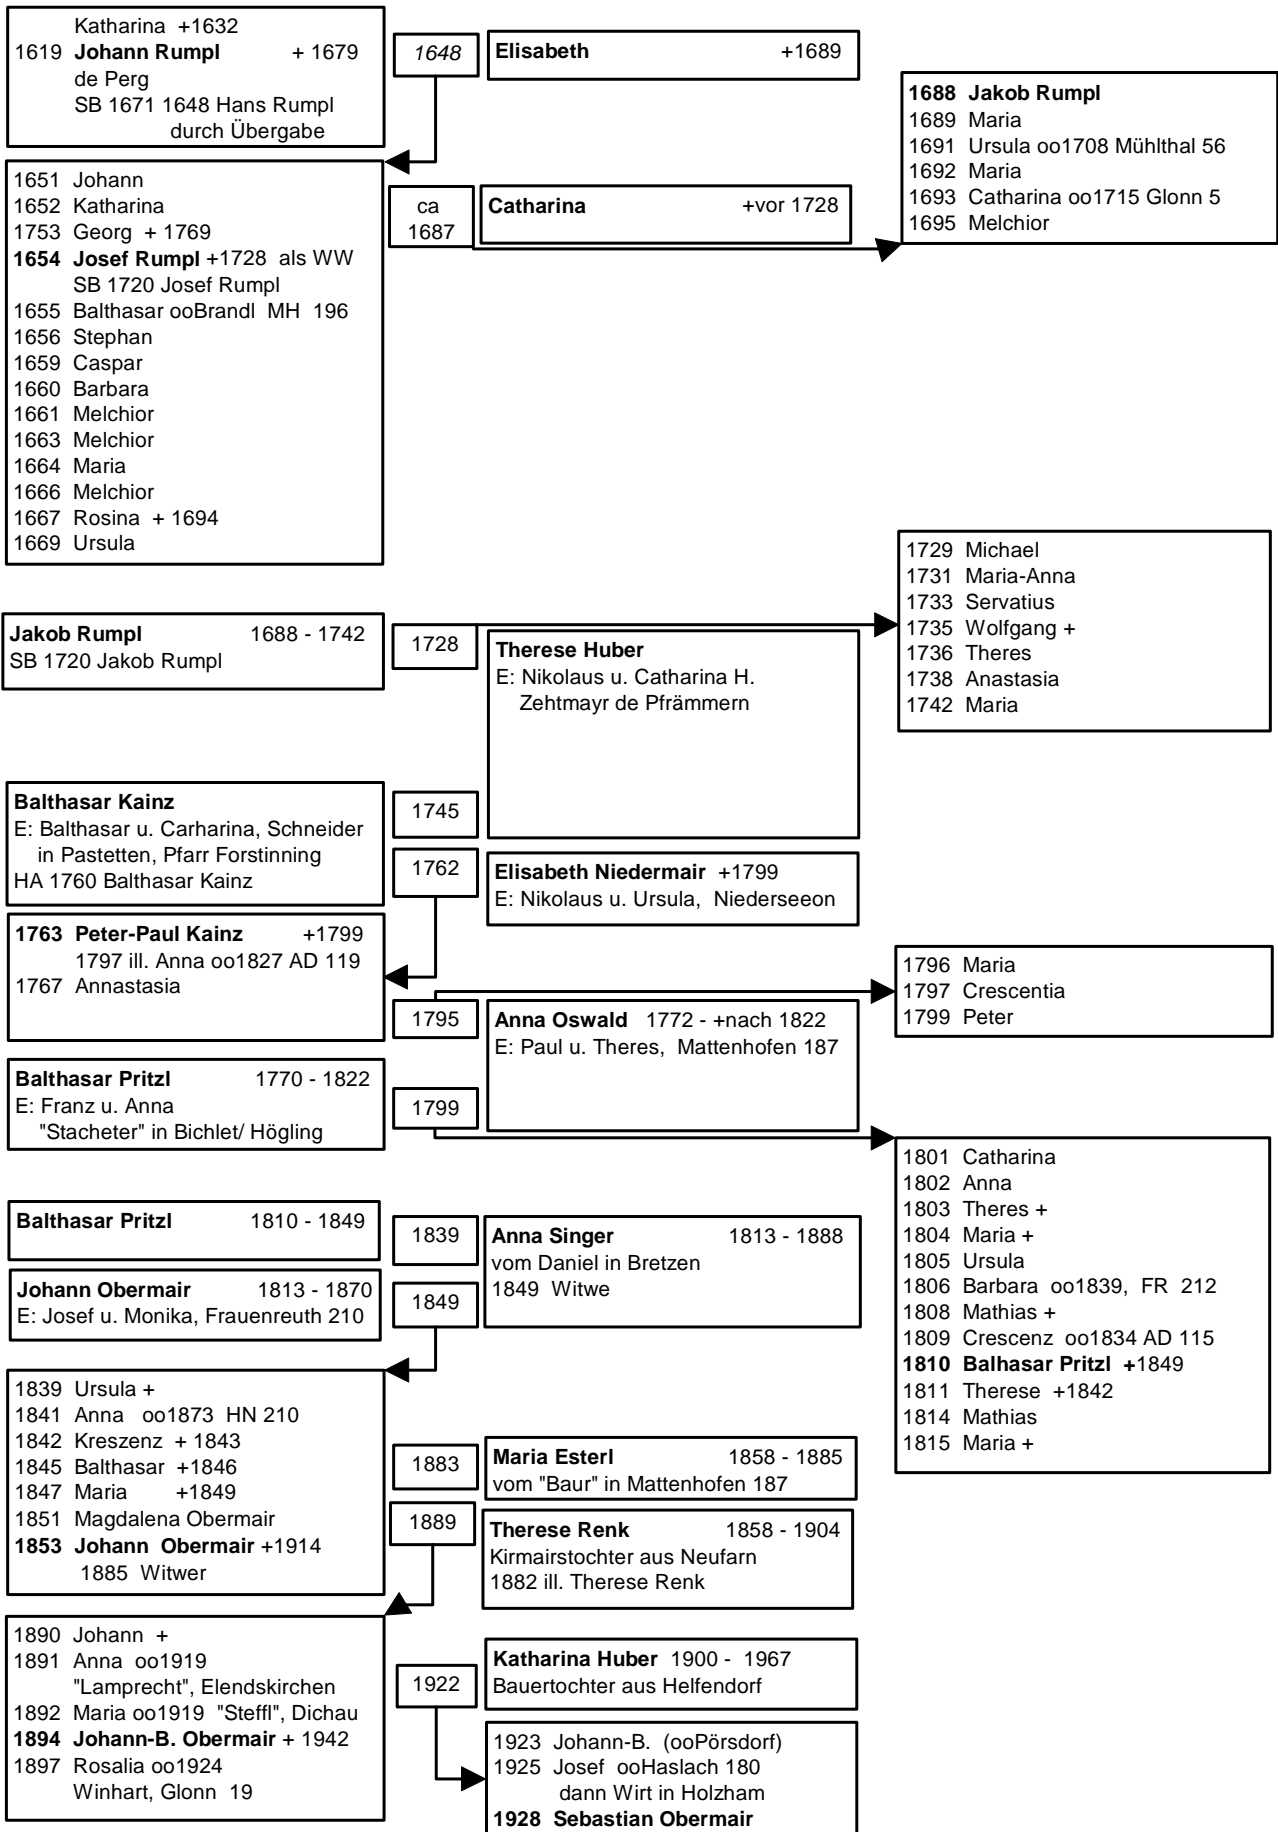 Katharina +1632
1619 Johann Rumpl + 1679
de Perg
SB 1671 1648 Hans Rumpl
durch Übergabe
1648
Elisabeth +1689
1688 Jakob Rumpl
1689 Maria
1691 Ursula oo1708 Mühlthal 56
1692 Maria
1693 Catharina oo1715 Glonn 5
1695 Melchior
1651 Johann
1652 Katharina
1753 Georg + 1769
1654 Josef Rumpl +1728 als WW
SB 1720 Josef Rumpl
1655 Balthasar ooBrandl MH 196
1656 Stephan
1659 Caspar
1660 Barbara
1661 Melchior
1663 Melchior
1664 Maria
1666 Melchior
1667 Rosina + 1694
1669 Ursula
ca
1687
Catharina +vor 1728
1729 Michael
1731 Maria-Anna
1733 Servatius
1735 Wolfgang +
1736 Theres
1738 Anastasia
1742 Maria
Jakob Rumpl 1688 - 1742
SB 1720 Jakob Rumpl
1728
Therese Huber
E: Nikolaus u. Catharina H.
Zehtmayr de Pfrämmern
Balthasar Kainz
E: Balthasar u. Carharina, Schneider
in Pastetten, Pfarr Forstinning
HA 1760 Balthasar Kainz
1745
1762
Elisabeth Niedermair +1799
E: Nikolaus u. Ursula, Niederseeon
1763 Peter-Paul Kainz +1799
1797 ill. Anna oo1827 AD 119
1767 Annastasia
1795
Anna Oswald 1772 - +nach 1822
E: Paul u. Theres, Mattenhofen 187
1796 Maria
1797 Crescentia
1799 Peter
Balthasar Pritzl 1770 - 1822
E: Franz u. Anna
"Stacheter" in Bichlet/ Högling
1799
1801 Catharina
1802 Anna
1803 Theres +
1804 Maria +
1805 Ursula
1806 Barbara oo1839, FR 212
1808 Mathias +
1809 Crescenz oo1834 AD 115
1810 Balhasar Pritzl +1849
1811 Therese +1842
1814 Mathias
1815 Maria +
Balthasar Pritzl 1810 - 1849
1839
Anna Singer 1813 - 1888
vom Daniel in Bretzen
1849 Witwe
Johann Obermair 1813 - 1870
E: Josef u. Monika, Frauenreuth 210
1849
1839 Ursula +
1841 Anna oo1873 HN 210
1842 Kreszenz + 1843
1845 Balthasar +1846
1847 Maria +1849
1851 Magdalena Obermair
1853 Johann Obermair +1914
1885 Witwer
1883
Maria Esterl 1858 - 1885
vom "Baur" in Mattenhofen 187
1889
Therese Renk 1858 - 1904
Kirmairstochter aus Neufarn
1882 ill. Therese Renk
1890 Johann +
1891 Anna oo1919
"Lamprecht", Elendskirchen
1892 Maria oo1919 "Steffl", Dichau
1894 Johann-B. Obermair + 1942
1897 Rosalia oo1924
Winhart, Glonn 19
1922
Katharina Huber 1900 - 1967
Bauertochter aus Helfendorf
1923 Johann-B. (ooPörsdorf)
1925 Josef ooHaslach 180
dann Wirt in Holzham
1928 Sebastian Obermair